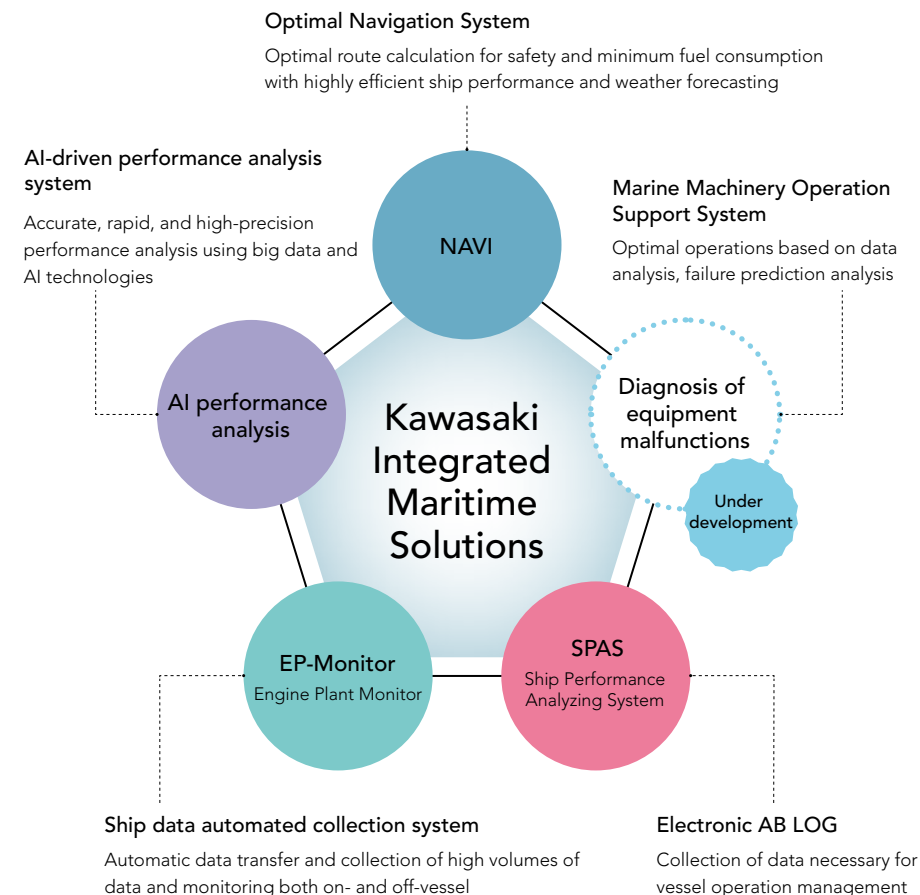 Optimal Navigation System
Optimal route calculation for safety and minimum fuel consumption
with highly efficient ship performance and weather forecasting
AI-driven performance analysis
system
Accurate, rapid, and high-precision
performance analysis using big data and
AI technologies
Marine Machinery Operation
Support System
Optimal operations based on data
analysis, failure prediction analysis
NAVI
AI performance
analysis
Diagnosis of
equipment
malfunctions
Under
development
Kawasaki
Integrated
Maritime
Solutions
EP-Monitor
Engine Plant Monitor
SPAS
Ship Performance
Analyzing System
Ship data automated collection system
Automatic data transfer and collection of high volumes of
data and monitoring both on- and off-vessel
Electronic AB LOG
Collection of data necessary for
vessel operation management